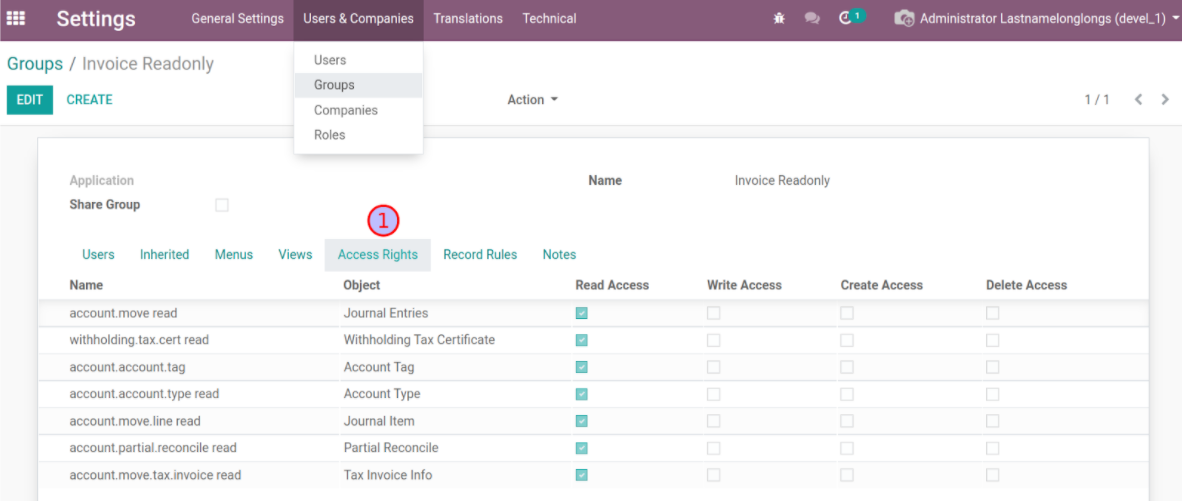 Settings General Settings Users & Companies Translations Technical 1 Administrator Lastnamelonglongs (devel_1)
Groups / Invoice Readonly
Users
Groups
Companies
Roles
EDIT CREATE Action 1 / 1
Application Name Invoice Readonly
Share Group
1
Users Inherited Menus Views Access Rights Record Rules Notes
Name Object Read Access Write Access Create Access Delete Access
account.move read Journal Entries
withholding.tax.cert read Withholding Tax Certificate
account.account.tag Account Tag
account.account.type read Account Type
account.move.line read Journal Item
account.partial.reconcile read Partial Reconcile
account.move.tax.invoice read Tax Invoice Info